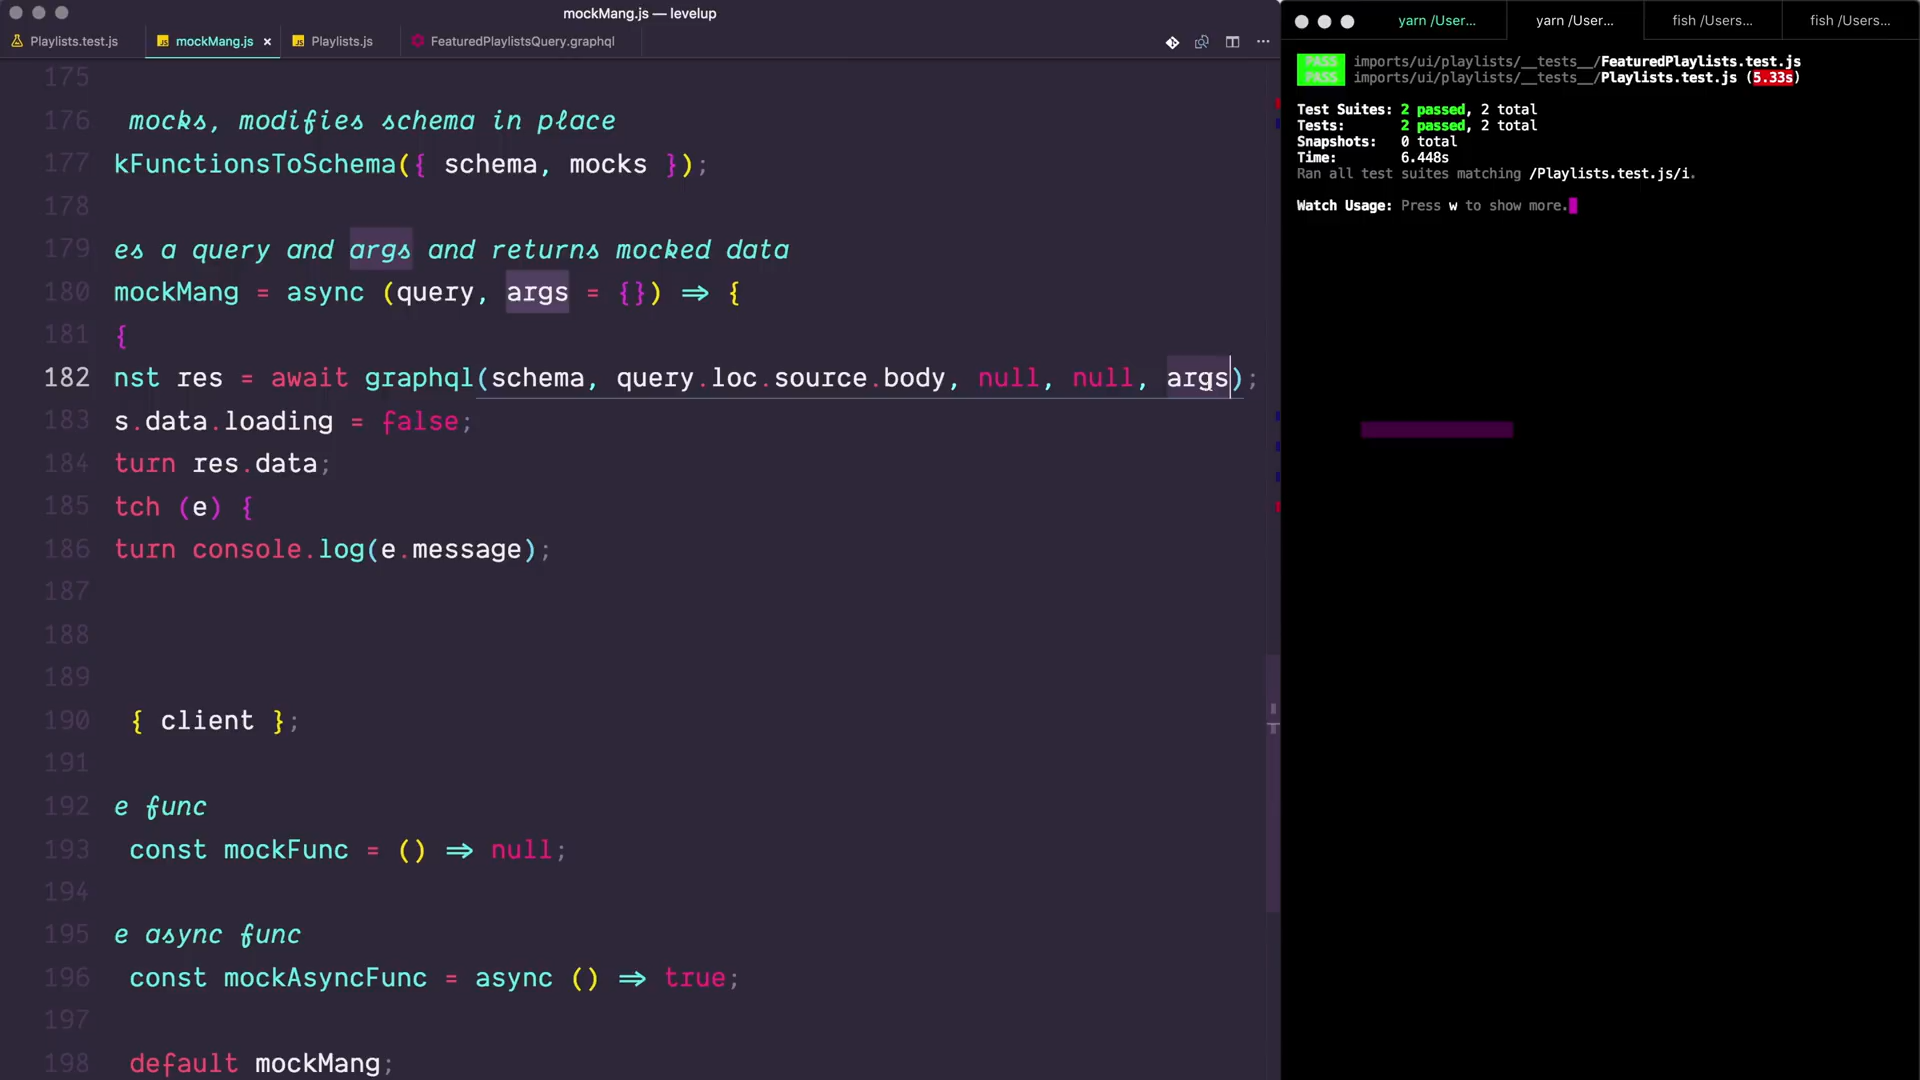 mockMang.js — levelup
Playlists.test.js
mockMang.js ×
Playlists.js
FeaturedPlaylistsQuery.graphql
175
176 mocks, modifies schema in place
177 kFunctionsToSchema({ schema, mocks });
178
179 es a query and args and returns mocked data
180 mockMang = async (query, args = {}) => {
181 {
182 nst res = await graphql(schema, query.loc.source.body, null, null, args);
183 s.data.loading = false;
184 turn res.data;
185 tch (e) {
186 turn console.log(e.message);
187
188
189
190 { client };
191
192 e func
193 const mockFunc = () => null;
194
195 e async func
196 const mockAsyncFunc = async () => true;
197
198 default mockMang;
yarn /User...
yarn /User...
fish /Users...
fish /Users...
PASS imports/ui/playlists/__tests__/FeaturedPlaylists.test.js
PASS imports/ui/playlists/__tests__/Playlists.test.js (5.33s)
Test Suites: 2 passed, 2 total
Tests: 2 passed, 2 total
Snapshots: 0 total
Time: 6.448s
Ran all test suites matching /Playlists.test.js/i.
Watch Usage: Press w to show more.